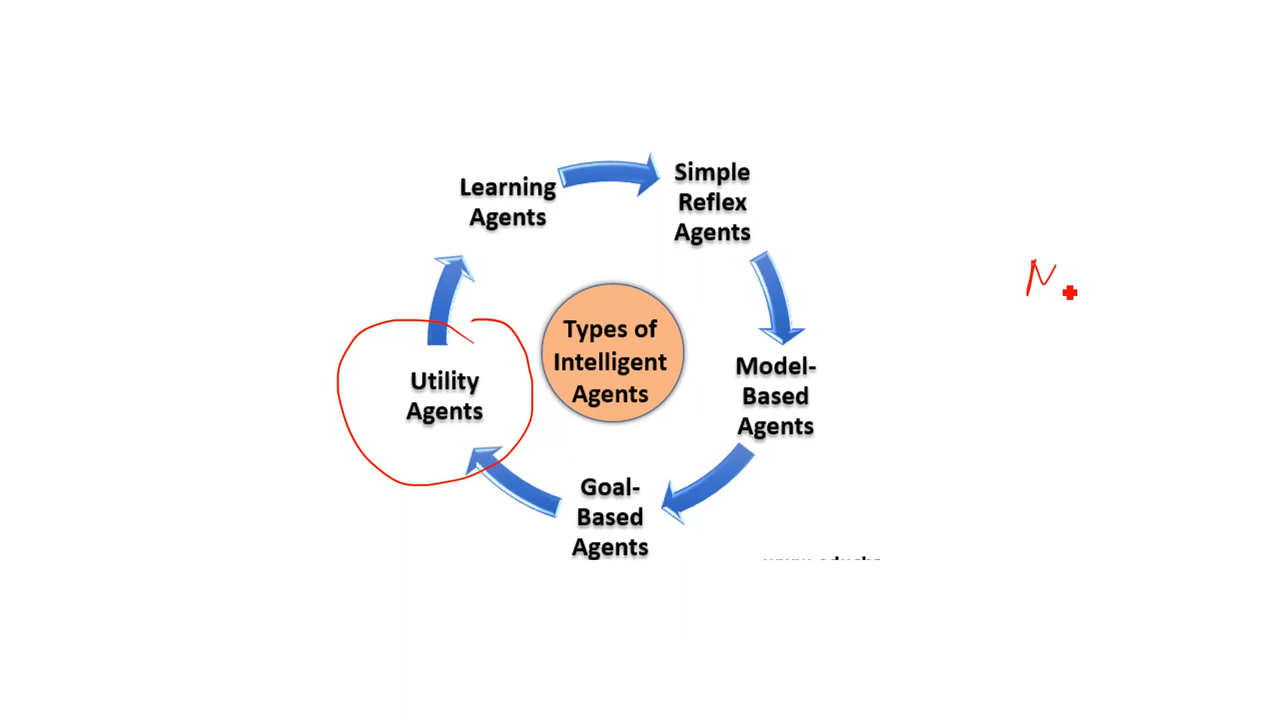 Learning
Agents
Simple
Reflex
Agents
Types of
Intelligent
Agents
Model-
Based
Agents
Utility
Agents
Goal-
Based
Agents
N